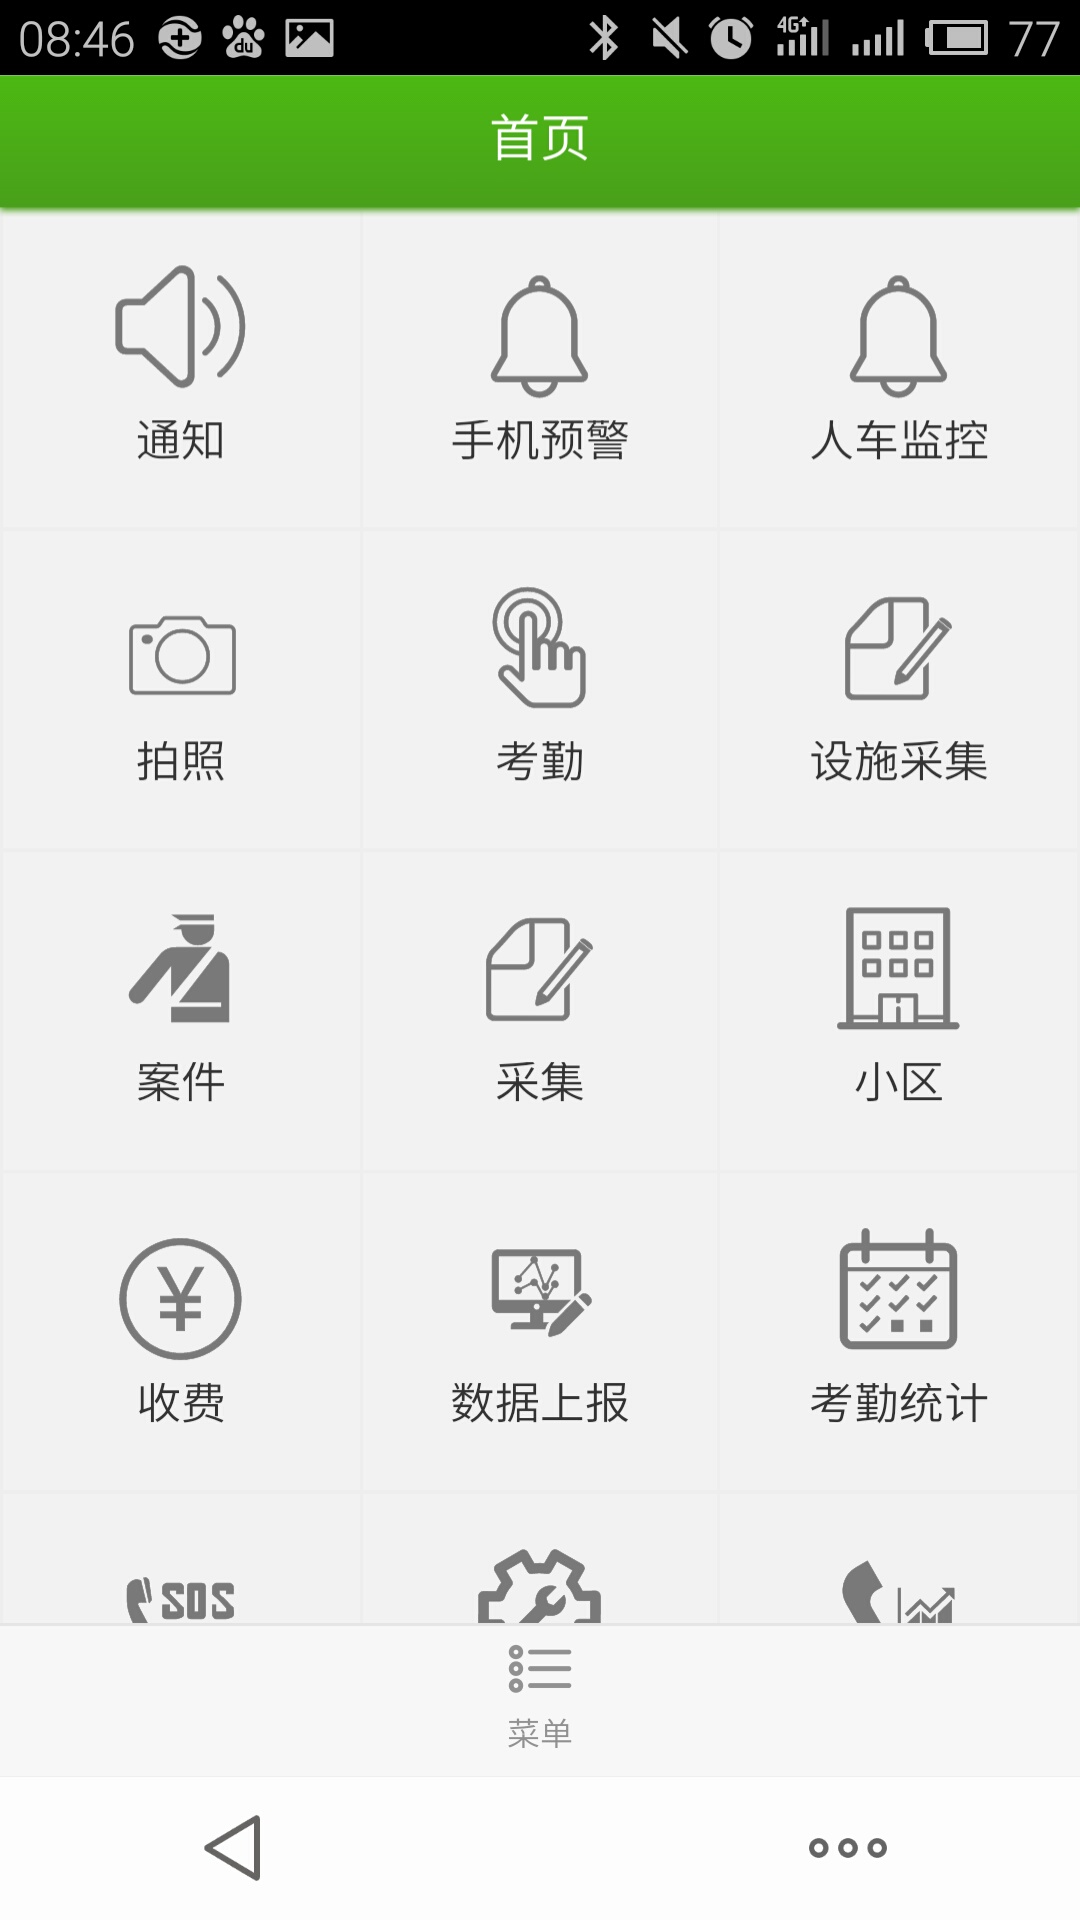 08:46 du 4G 77
首页
通知 手机预警 人车监控
拍照 考勤 设施采集
案件 采集 小区
¥
收费 数据上报 考勤统计
SOS
菜单